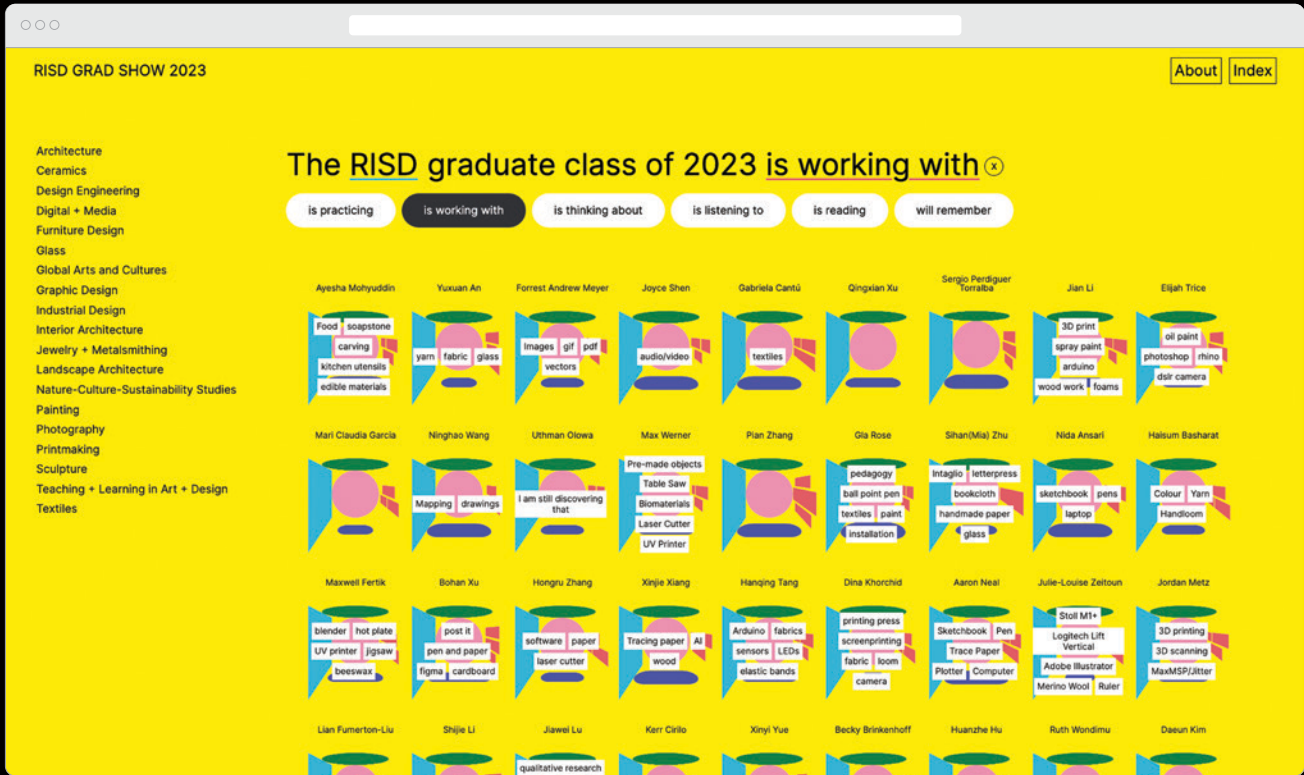 RISD GRAD SHOW 2023
About
Index
Architecture
Ceramics
Design Engineering
Digital + Media
Furniture Design
Glass
Global Arts and Cultures
Graphic Design
Industrial Design
Interior Architecture
Jewelry + Metalsmithing
Landscape Architecture
Nature-Culture-Sustainability Studies
Painting
Photography
Printmaking
Sculpture
Teaching + Learning in Art + Design
Textiles
The RISD graduate class of 2023 is working with x
is practicing
is working with
is thinking about
is listening to
is reading
will remember
Ayesha Mohyuddin
Food soapstone
carving
kitchen utensils
edible materials
Yuxuan An
yarn fabric glass
Forrest Andrew Meyer
Images gif pdf
vectors
Joyce Shen
audio/video
Gabriela Cantú
textiles
Qingxian Xu
Sergio Perdiguer
Torralba
Jian Li
3D print
spray paint
arduino
wood work foams
Elijah Trice
oil paint
photoshop rhino
dslr camera
Mari Claudia Garcia
Ninghao Wang
Mapping drawings
Uthman Olowa
I am still discovering
that
Max Werner
Pre-made objects
Table Saw
Biomaterials
Laser Cutter
UV Printer
Pian Zhang
Gla Rose
pedagogy
ball point pen
textiles paint
installation
Sihan(Mia) Zhu
Intaglio letterpress
bookcloth
handmade paper
glass
Nida Ansari
sketchbook pens
laptop
Haisum Basharat
Colour Yarn
Handloom
Maxwell Fertik
blender hot plate
UV printer jigsaw
beeswax
Bohan Xu
post it
pen and paper
figma cardboard
Hongru Zhang
software paper
laser cutter
Xinjie Xiang
Tracing paper AI
wood
Hanqing Tang
Arduino fabrics
sensors LEDs
elastic bands
Dina Khorchid
printing press
screenprinting
fabric loom
camera
Aaron Neal
Sketchbook Pen
Trace Paper
Plotter Computer
Julie-Louise Zeitoun
Stoll M1+
Logitech Lift
Vertical
Adobe Illustrator
Merino Wool Ruler
Jordan Metz
3D printing
3D scanning
MaxMSP/Jitter
Lian Fumerton-Liu
Shijie Li
Jiawei Lu
qualitative research
Kerr Cirilo
Xinyi Yue
Becky Brinkenhoff
Huanzhe Hu
Ruth Wondimu
Daeun Kim